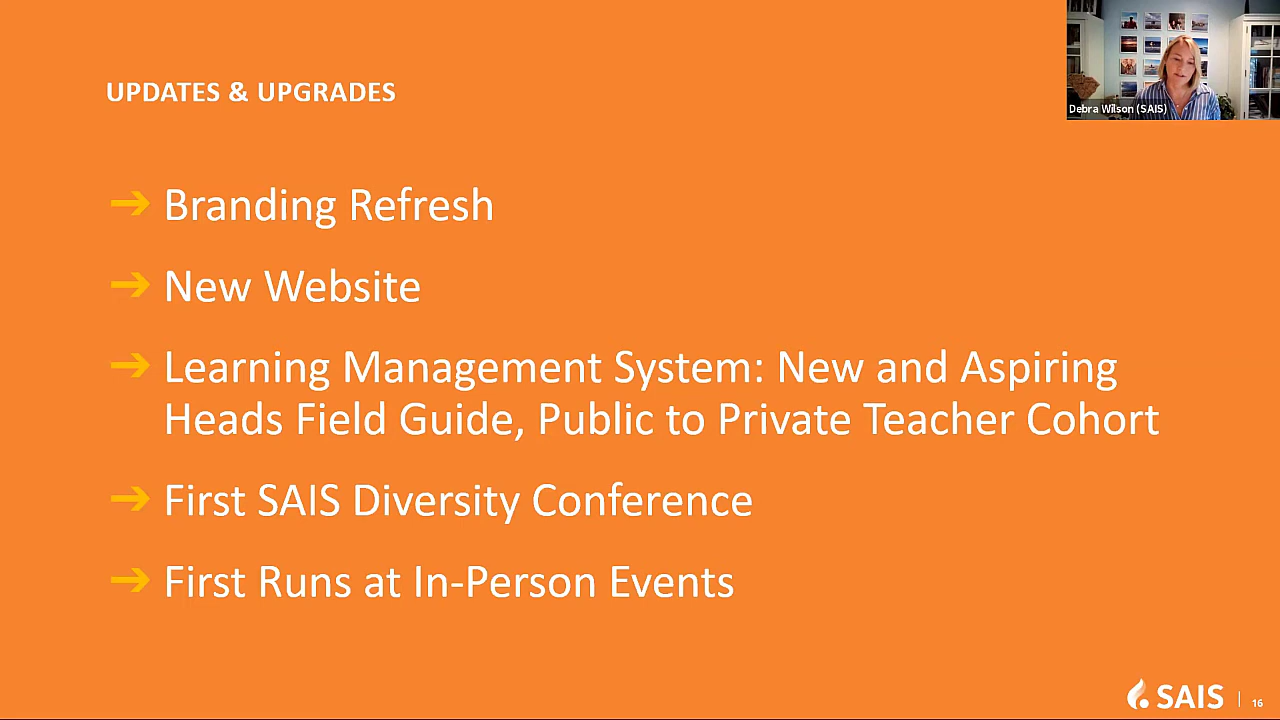 UPDATES & UPGRADES
Debra Wilson (SAIS)
➔ Branding Refresh
➔ New Website
➔ Learning Management System: New and Aspiring
Heads Field Guide, Public to Private Teacher Cohort
➔ First SAIS Diversity Conference
➔ First Runs at In-Person Events
SAIS | 16